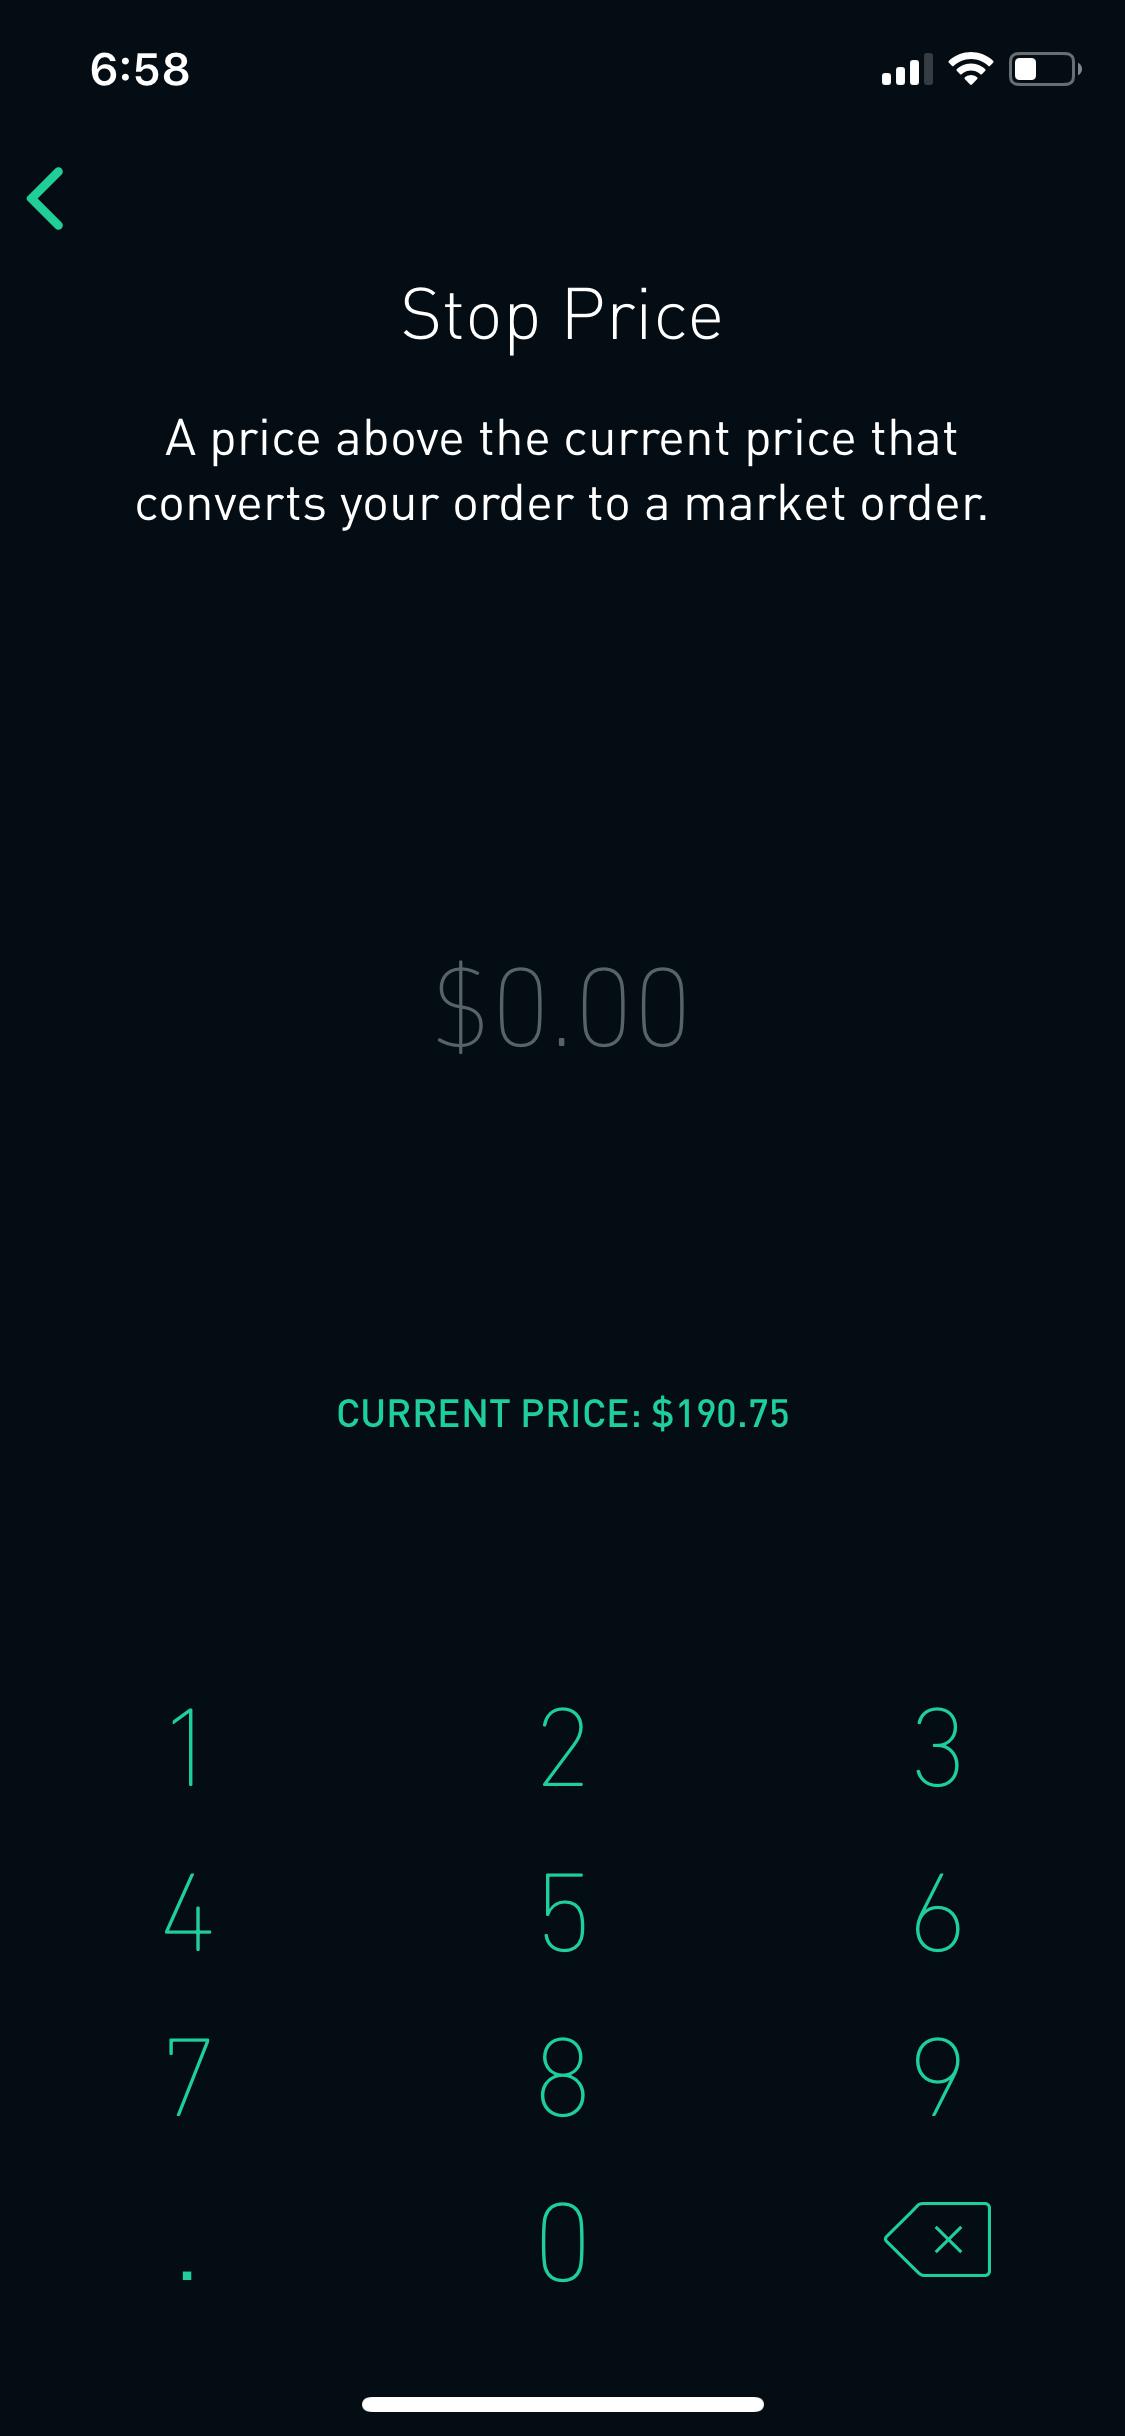 6:58
Stop Price
A price above the current price that
converts your order to a market order.
$0.00
CURRENT PRICE: $190.75
1 2 3
4 5 6
7 8 9
. 0